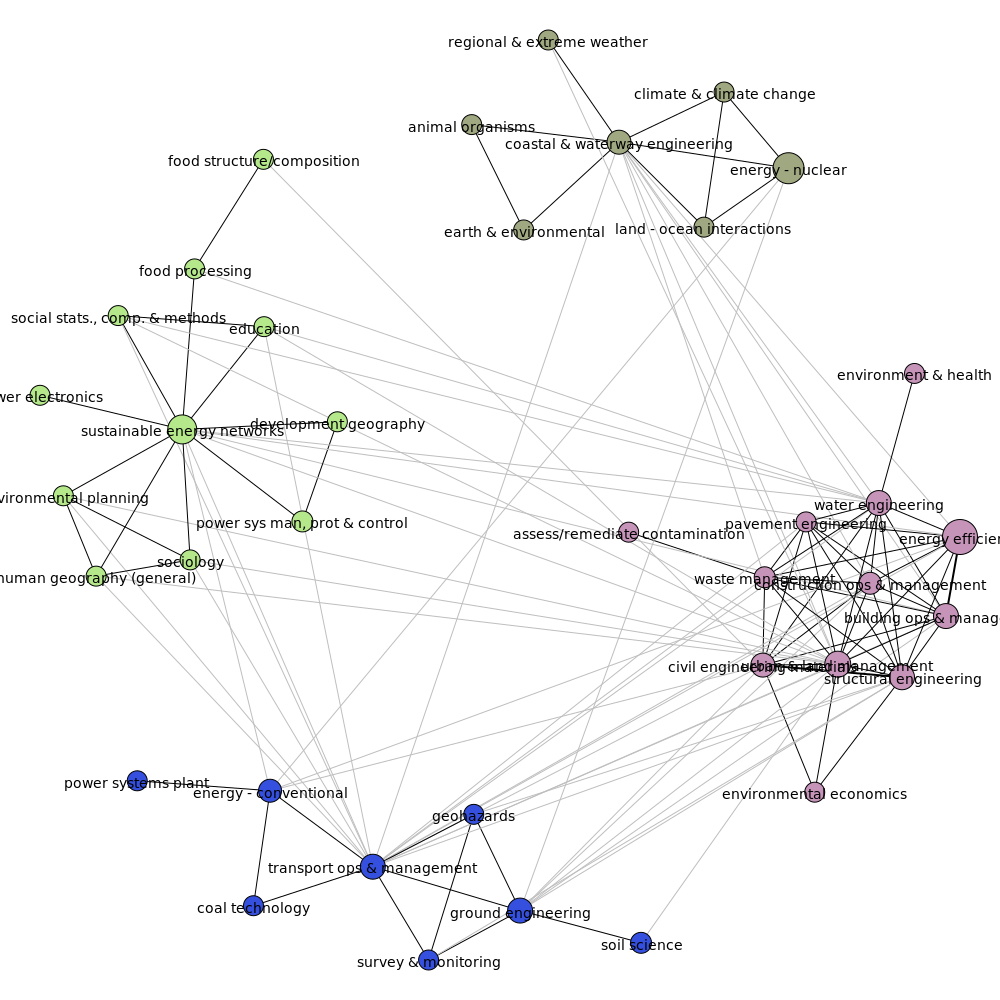 regional & extreme weather
climate & climate change
animal organisms
coastal & waterway engineering
food structure/composition
energy - nuclear
earth & environmental
land - ocean interactions
food processing
social stats., comp. & methods
education
environment & health
wer electronics
development geography
sustainable energy networks
vironmental planning
water engineering
power sys man, prot & control
pavement engineering
assess/remediate contamination
energy efficien
sociology
human geography (general)
waste management
construction ops & management
building ops & manag
civil engineering materials
urban & land management
structural engineering
power systems plant
energy - conventional
environmental economics
geohazards
transport ops & management
coal technology
ground engineering
soil science
survey & monitoring